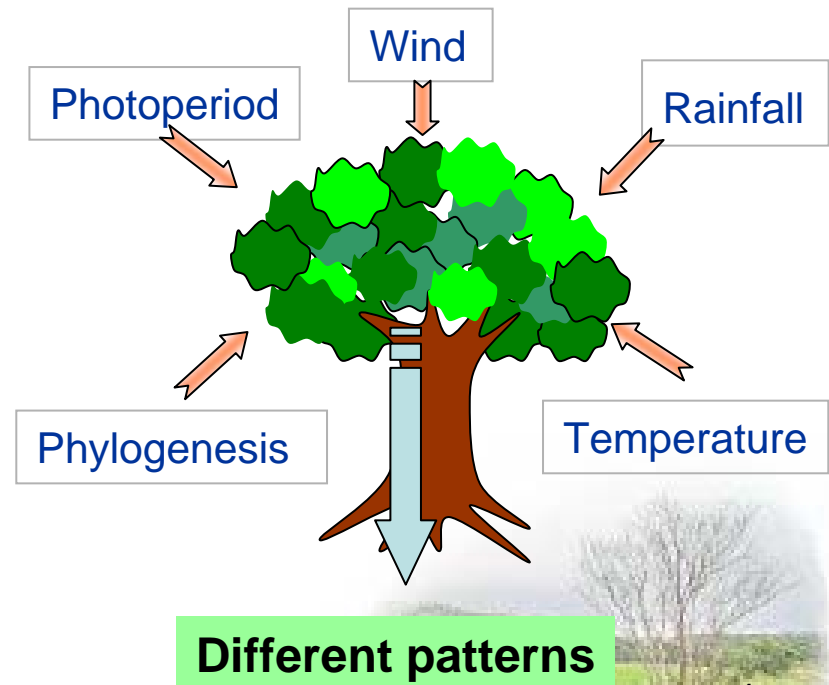 Wind
Photoperiod
Rainfall
Phylogenesis
Temperature
Different patterns